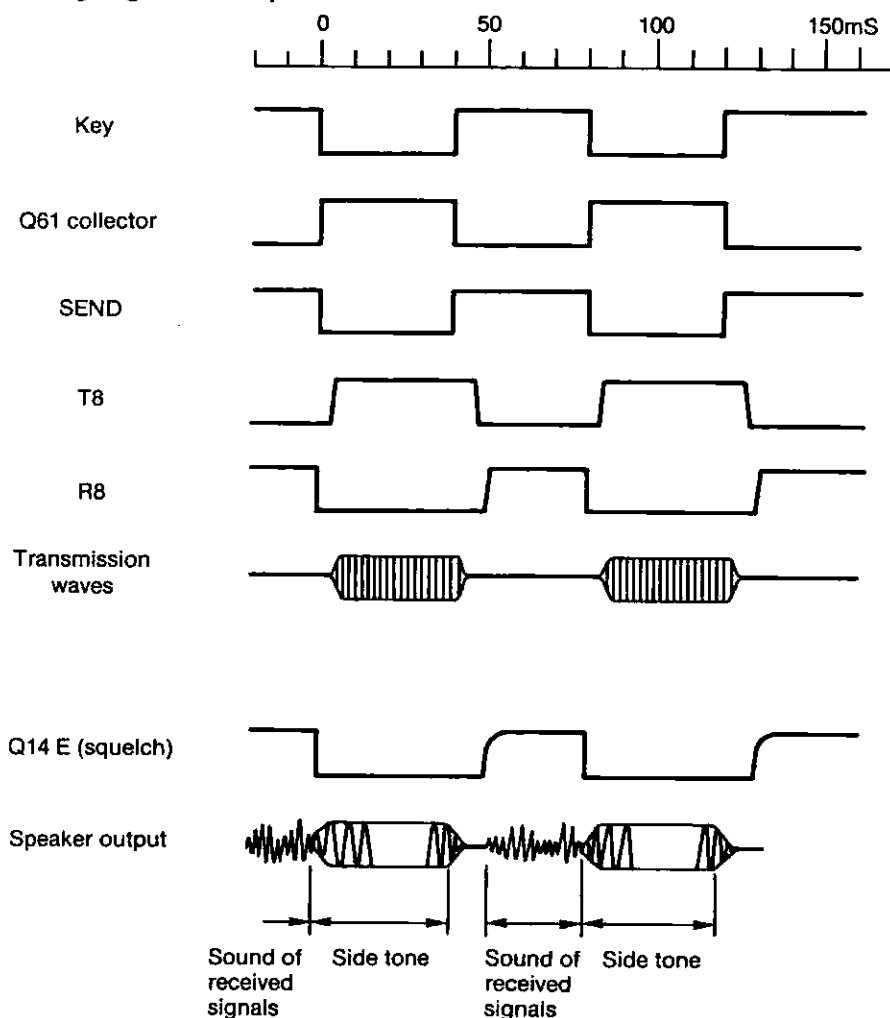 0 50 100 150mS
Key
Q61 collector
SEND
T8
R8
Transmission
waves
Q14 E (squelch)
Speaker output
Sound of
received
signals
Side tone
Sound of
received
signals
Side tone